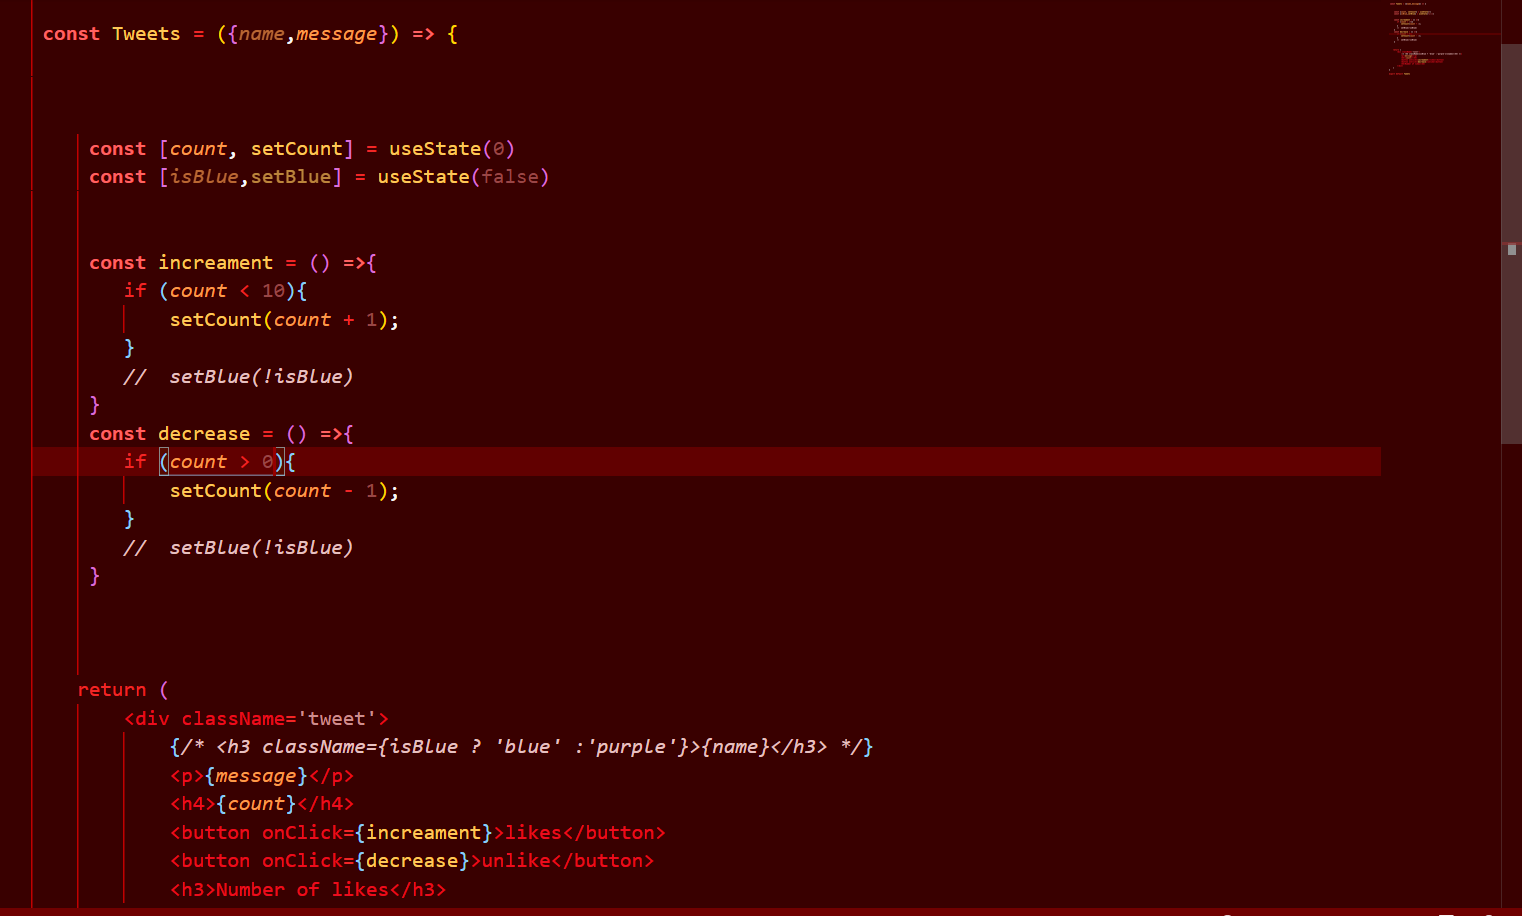 const Tweets = ({name,message}) => {
const [count, setCount] = useState(0)
const [isBlue,setBlue] = useState(false)
const increament = () =>{
if (count < 10){
setCount(count + 1);
}
// setBlue(!isBlue)
}
const decrease = () =>{
if (count > 0){
setCount(count - 1);
}
// setBlue(!isBlue)
}
return (
<div className='tweet'>
{/* <h3 className={isBlue ? 'blue' :'purple'}>{name}</h3> */}
<p>{message}</p>
<h4>{count}</h4>
<button onClick={increament}>likes</button>
<button onClick={decrease}>unlike</button>
<h3>Number of likes</h3>